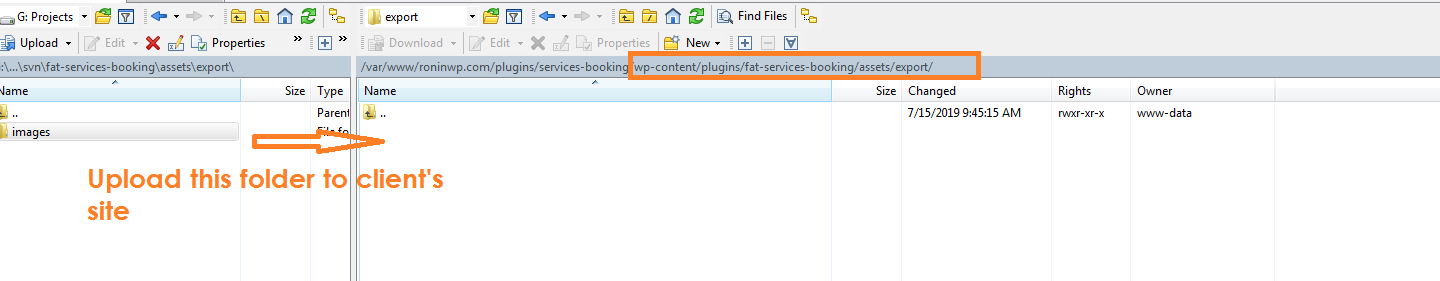 G: Projects export Find Files
Upload Edit Properties » Download Edit Properties New
:\...\svn\fat-services-booking\assets\export\ /var/www/roninwp.com/plugins/services-booking/wp-content/plugins/fat-services-booking/assets/export/
Name Size Type Name Size Changed Rights Owner
.. Parent .. 7/15/2019 9:45:15 AM rwxr-xr-x www-data
images File fo
Upload this folder to client's
site